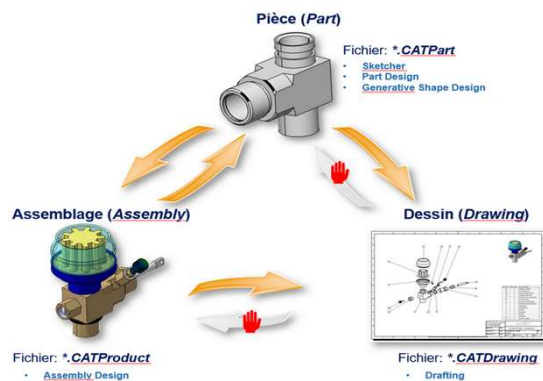 Pièce (Part)
Fichier: *.CATPart
• Sketcher
• Part Design
• Generative Shape Design
Assemblage (Assembly)
Dessin (Drawing)
Fichier: *.CATProduct
• Assembly Design
Fichier: *.CATDrawing
• Drafting